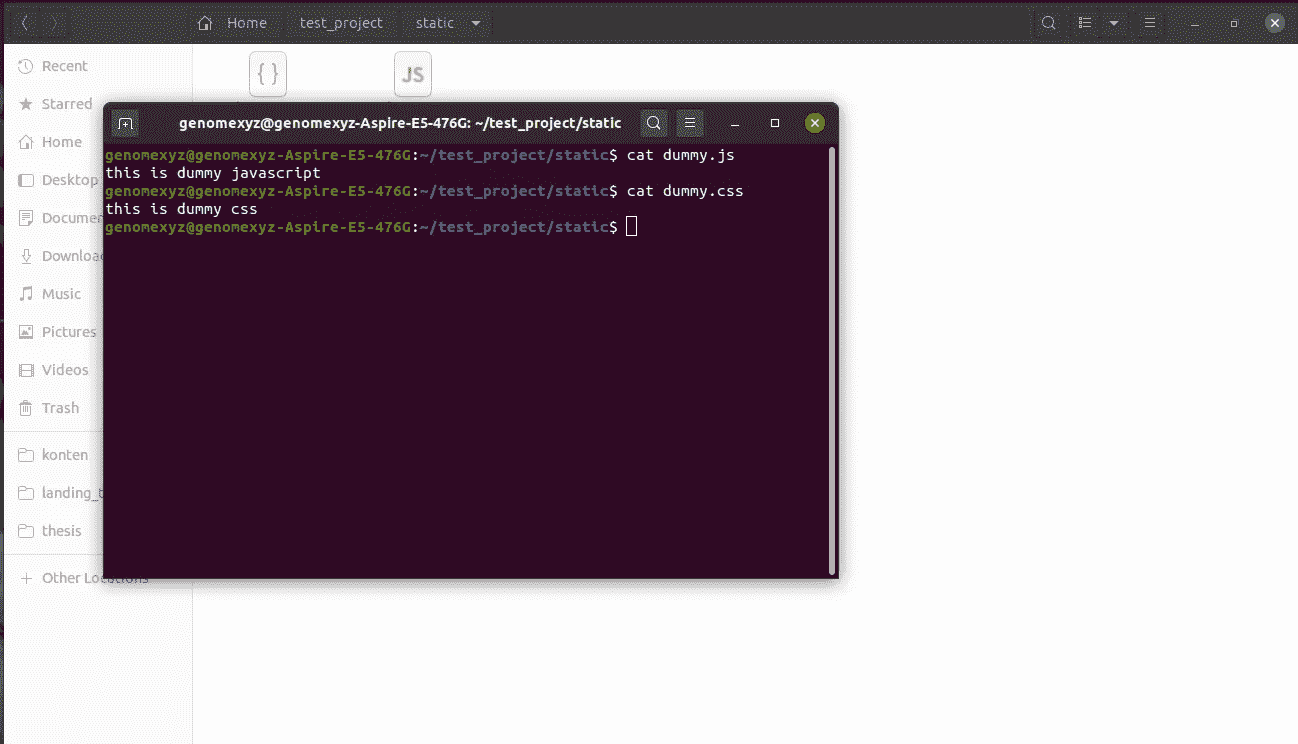 Home test_project static
Recent
Starred
Home
Desktop
Documen
Downloa
Music
Pictures
Videos
Trash
konten
landing_t
thesis
Other Locations
{ }
JS
genomexyz@genomexyz-Aspire-E5-476G: ~/test_project/static
genomexyz@genomexyz-Aspire-E5-476G:~/test_project/static$ cat dummy.js
this is dummy javascript
genomexyz@genomexyz-Aspire-E5-476G:~/test_project/static$ cat dummy.css
this is dummy css
genomexyz@genomexyz-Aspire-E5-476G:~/test_project/static$